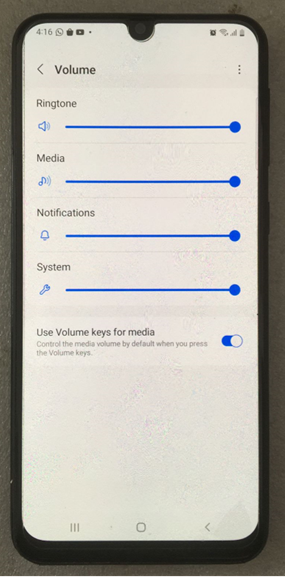 4:16
Volume
Ringtone
Media
Notifications
System
Use Volume keys for media
Control the media volume by default when you press
the Volume keys.